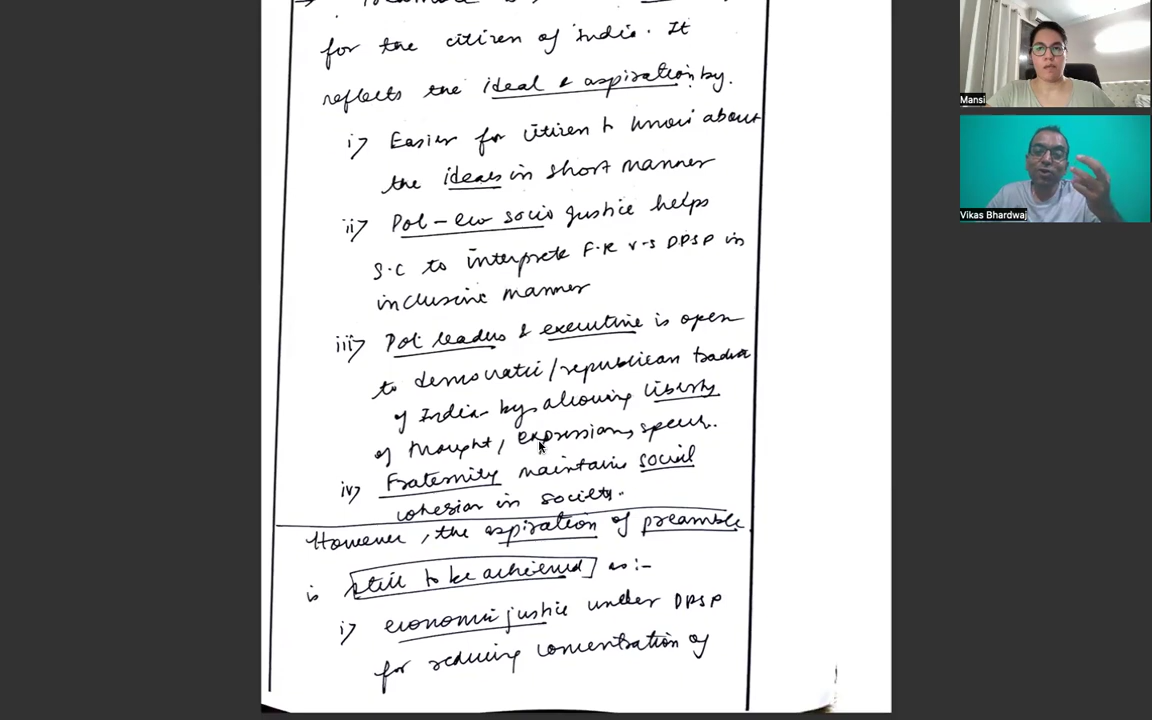 for the citizen of India. It
reflects the ideal & aspiration by.
i) Easier for citizen to know about
the ideas in short manner
ii) Pol-eco socio justice helps
S.C to interprete F.R v-s DPSP in
inclusive manner
iii) Pol leaders & executive is open
to democratic/republican
of India by allowing liberty
of thought, expression, speech.
iv) Fraternity maintains social
cohesion in society.
However, the aspiration of preamble
is still to be achieved as:-
i) economic justice under DPSP
for reducing concentration of
Mansi
Vikas Bhardwaj